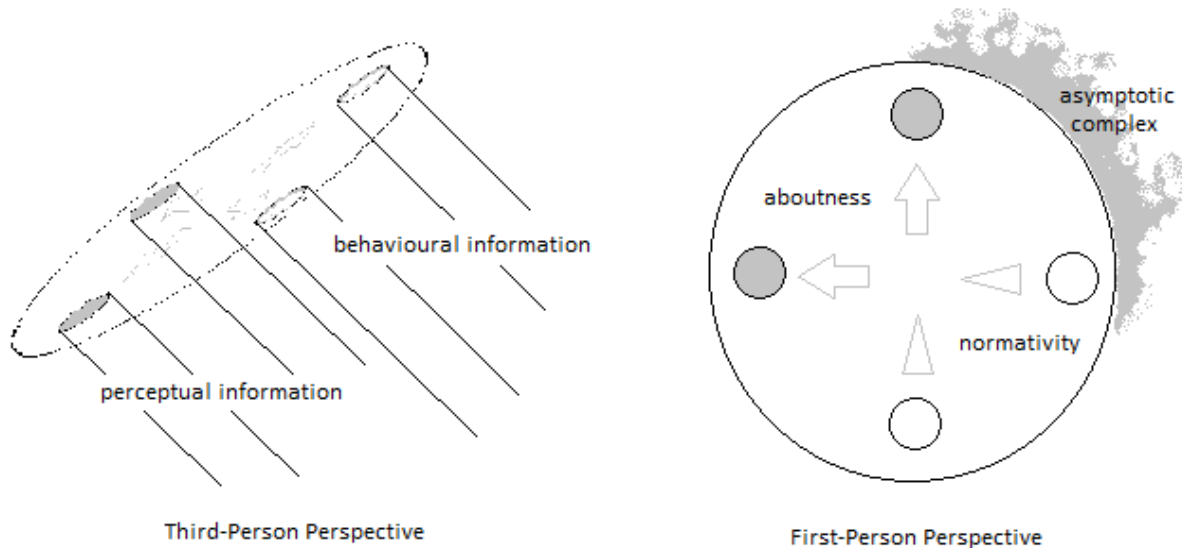 behavioural information
perceptual information
Third-Person Perspective
asymptotic
complex
aboutness
normativity
First-Person Perspective